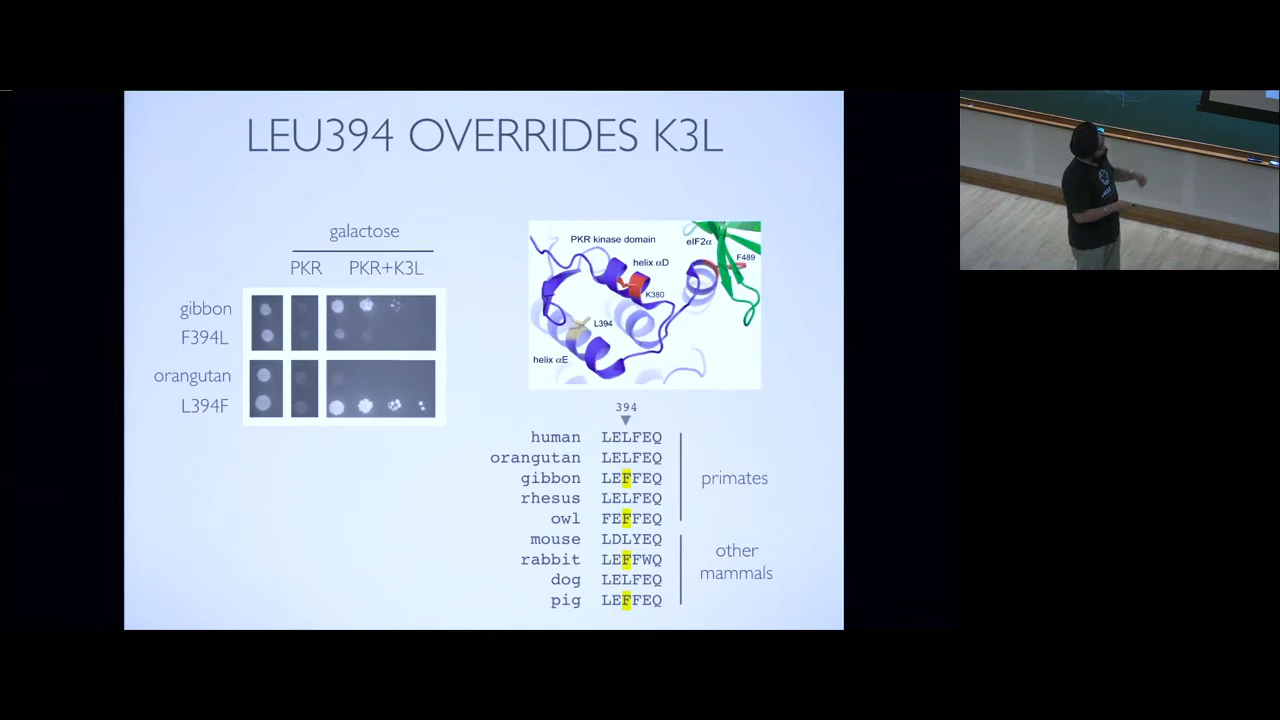 LEU394 OVERRIDES K3L
galactose
PKR PKR+K3L
gibbon
F394L
orangutan
L394F
PKR kinase domain
eIF2α
F489
helix αD
K380
L394
helix αE
394
human LELFEQ
orangutan LELFEQ
gibbon LEFFEQ
rhesus LELFEQ
owl FEFFEQ
primates
mouse LDLYEQ
rabbit LEFFWQ
dog LELFEQ
pig LEFFEQ
other
mammals